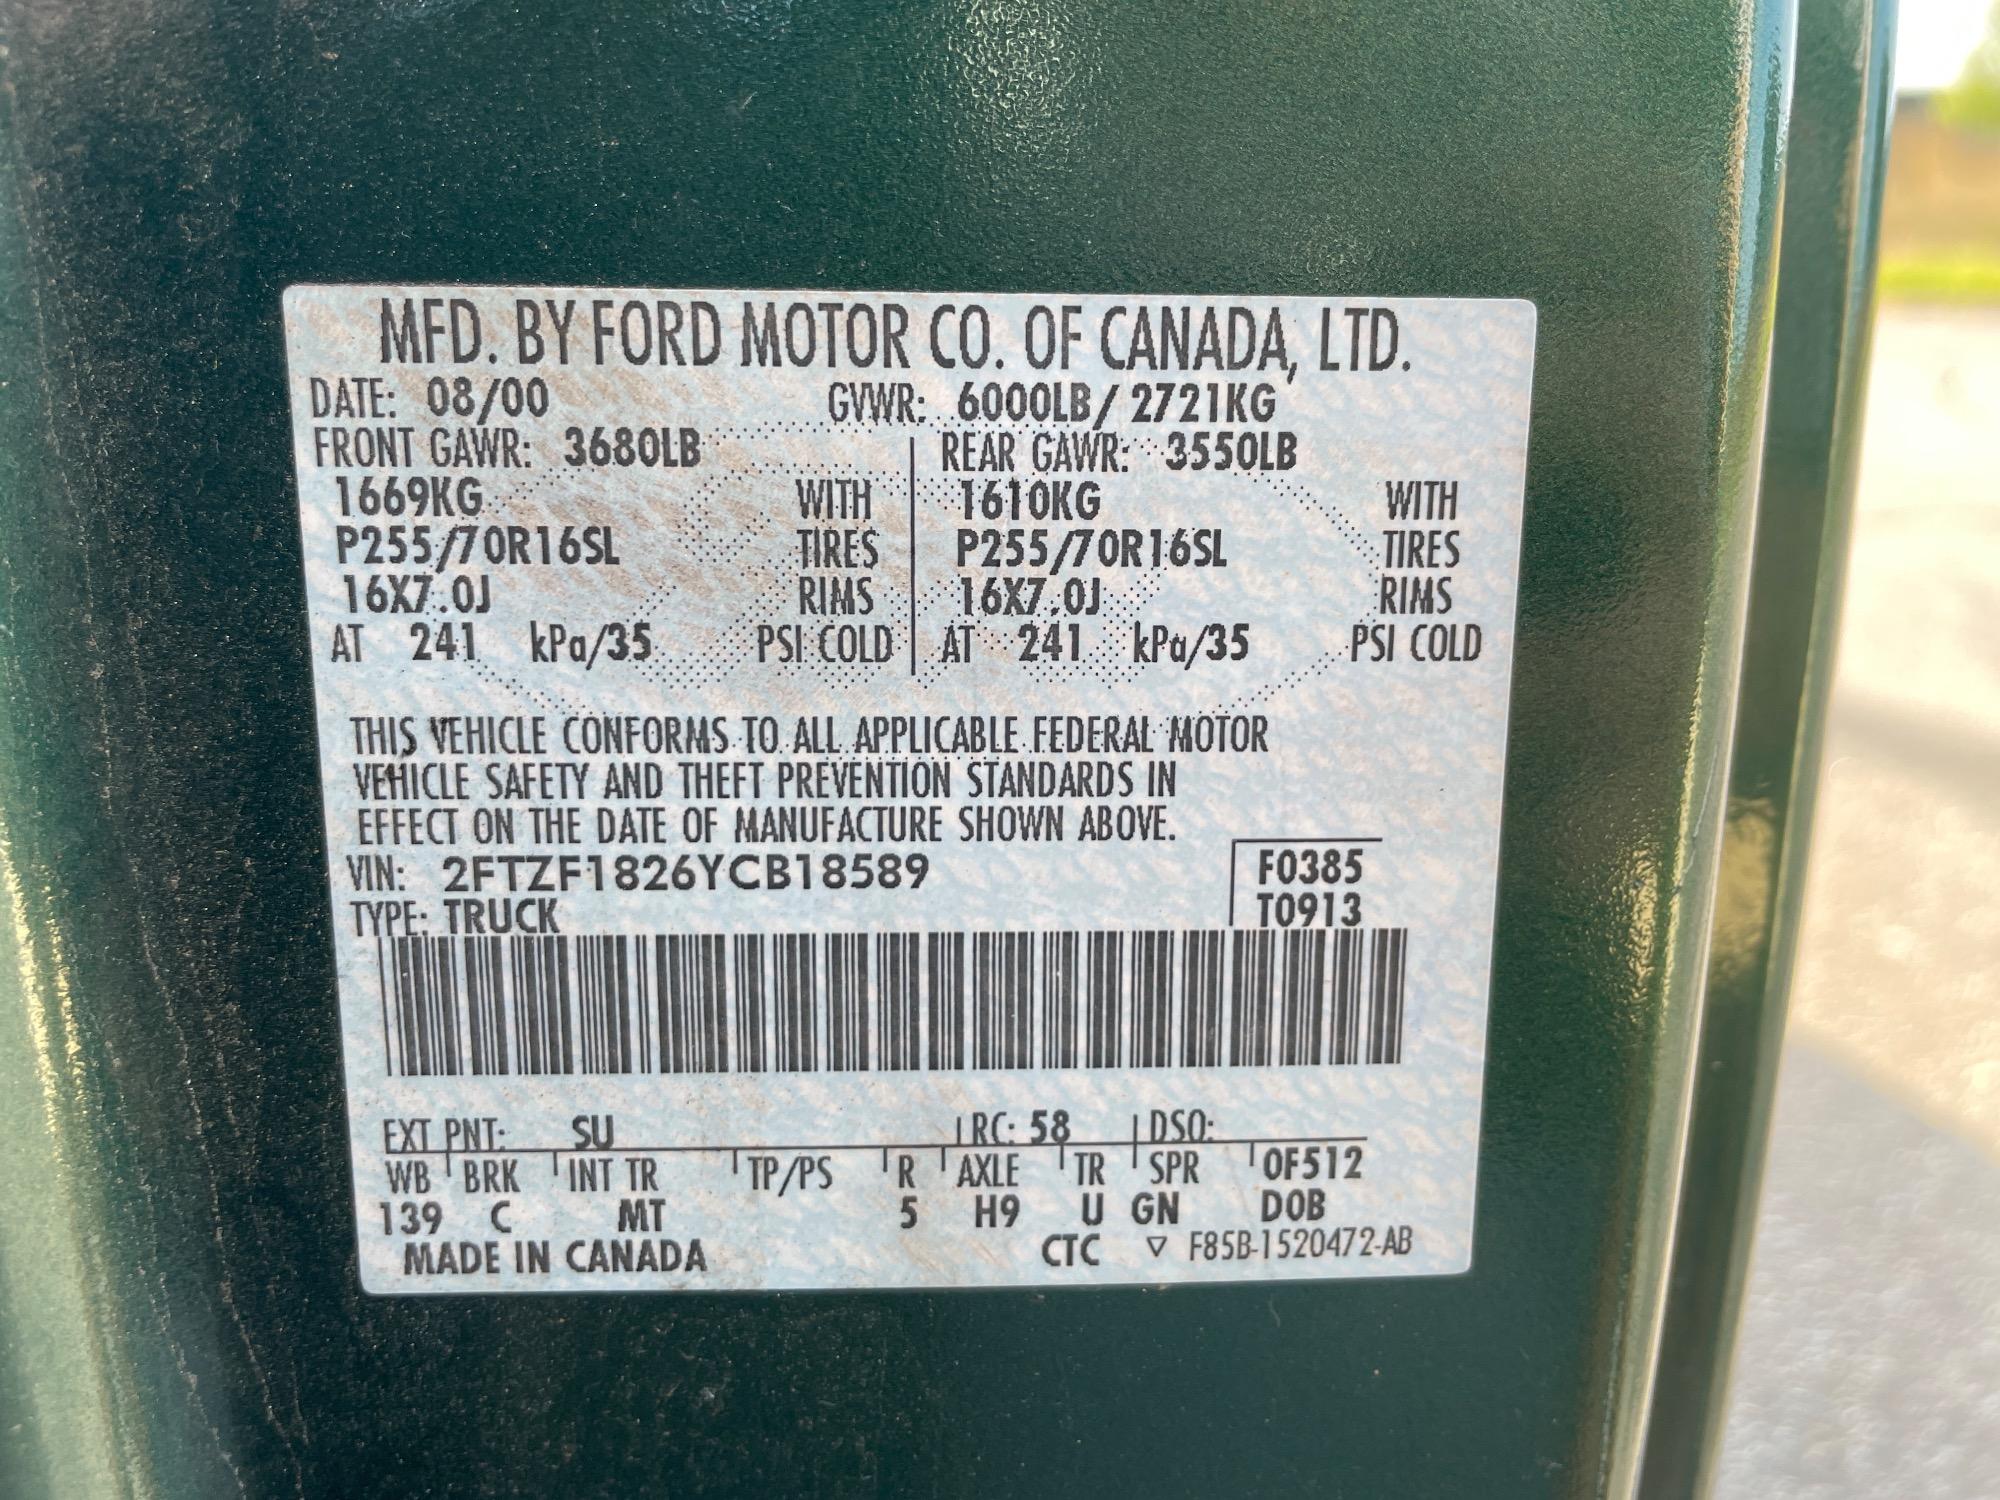 MFD. BY FORD MOTOR CO. OF CANADA, LTD.
DATE: 08/00 GVWR: 6000LB/ 2721KG
FRONT GAWR: 3680LB REAR GAWR: 3550LB
1669KG WITH 1610KG WITH
P255/70R16SL TIRES P255/70R16SL TIRES
16X7.0J RIMS 16X7.0J RIMS
AT 241 kPa/35 PSI COLD AT 241 kPa/35 PSI COLD
THIS VEHICLE CONFORMS TO ALL APPLICABLE FEDERAL MOTOR
VEHICLE SAFETY AND THEFT PREVENTION STANDARDS IN
EFFECT ON THE DATE OF MANUFACTURE SHOWN ABOVE.
VIN: 2FTZF1826YCB18589 F0385
TYPE: TRUCK T0913
EXT PNT: SU RC: 58 DSO:
WB BRK INT TR TP/PS R AXLE TR SPR OF512
139 C MT 5 H9 U GN DOB
MADE IN CANADA CTC ▽ F85B-1520472-AB